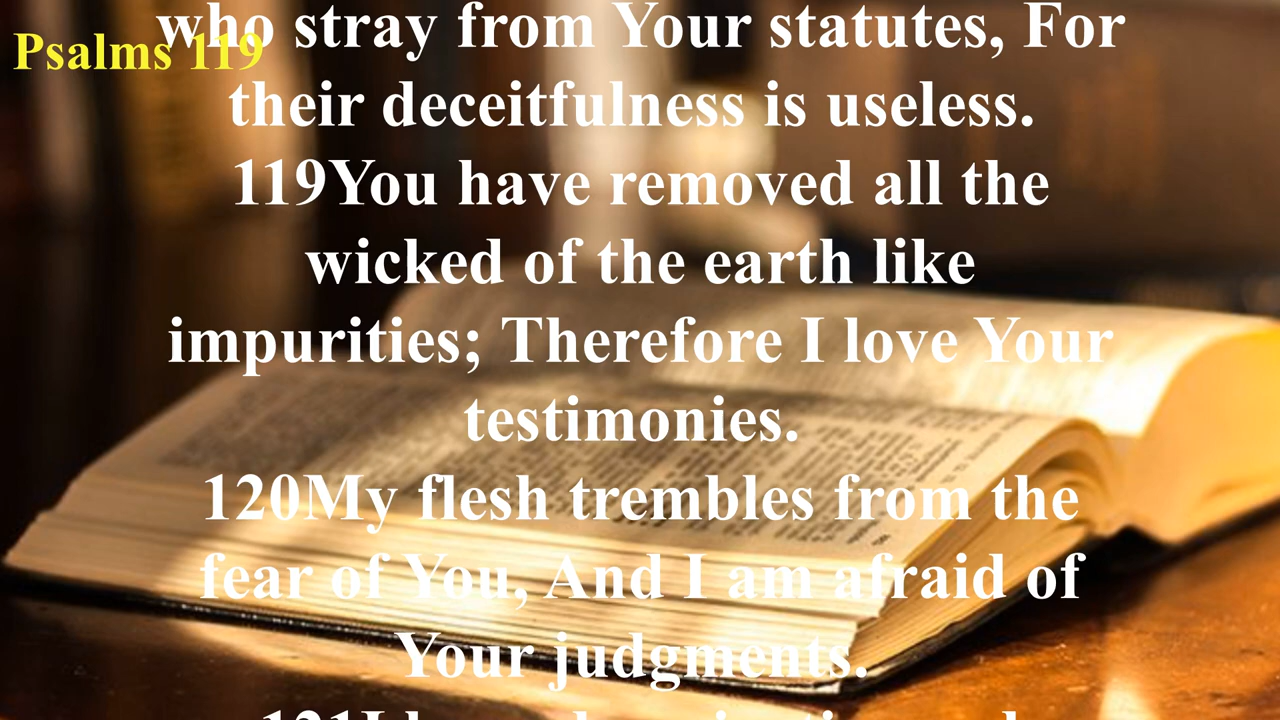 Psalms 119
who stray from Your statutes, For
their deceitfulness is useless.
119You have removed all the
wicked of the earth like
impurities; Therefore I love Your
testimonies.
120My flesh trembles from the
fear of You, And I am afraid of
Your judgments.